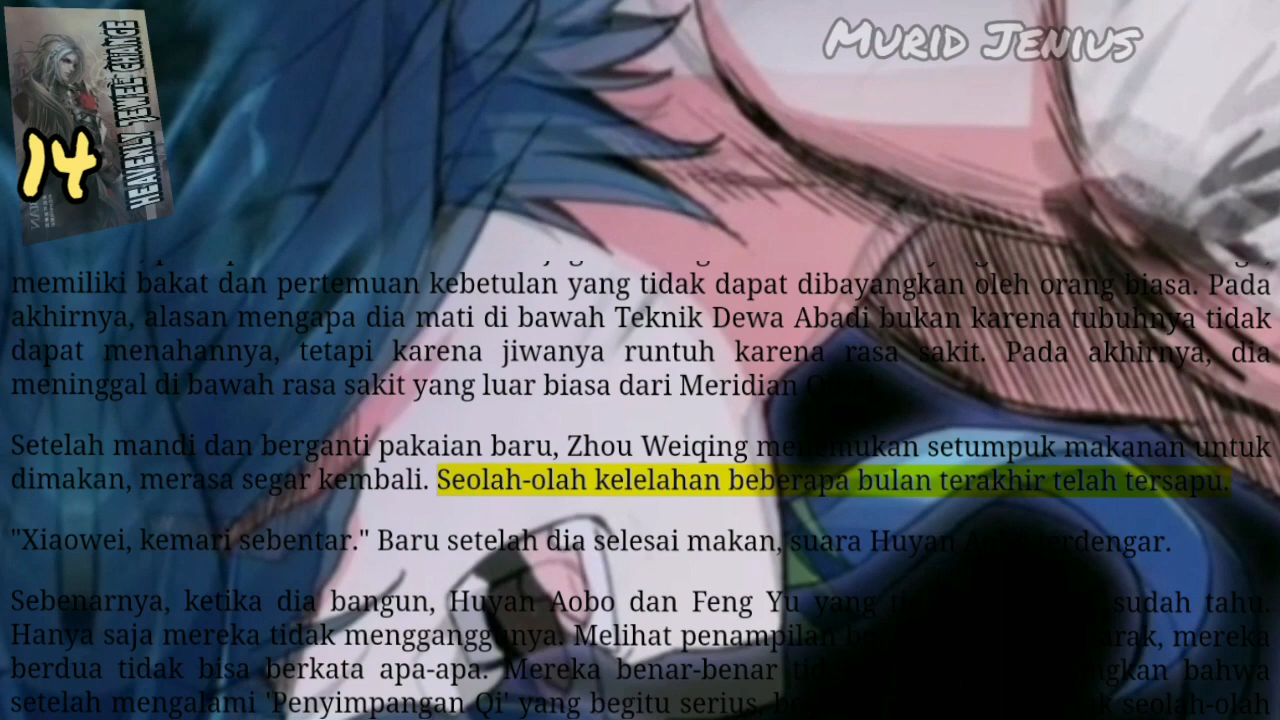 Murid Jenius
HEAVENLY JEWEL CHANGE
14
memiliki bakat dan pertemuan kebetulan yang tidak dapat dibayangkan oleh orang biasa. Pada
akhirnya, alasan mengapa dia mati di bawah Teknik Dewa Abadi bukan karena tubuhnya tidak
dapat menahannya, tetapi karena jiwanya runtuh karena rasa sakit. Pada akhirnya, dia
meninggal di bawah rasa sakit yang luar biasa dari Meridian
Setelah mandi dan berganti pakaian baru, Zhou Weiqing menemukan setumpuk makanan untuk
dimakan, merasa segar kembali. Seolah-olah kelelahan beberapa bulan terakhir telah tersapu.
"Xiaowei, kemari sebentar." Baru setelah dia selesai makan, suara Huyan Aobo terdengar.
Sebenarnya, ketika dia bangun, Huyan Aobo dan Feng Yu yang sudah tahu.
Hanya saja mereka tidak mengganggunya. Melihat penampilan mereka
berdua tidak bisa berkata apa-apa. Mereka benar-benar bahwa
setelah mengalami 'Penyimpangan Qi' yang begitu serius, seolah-olah